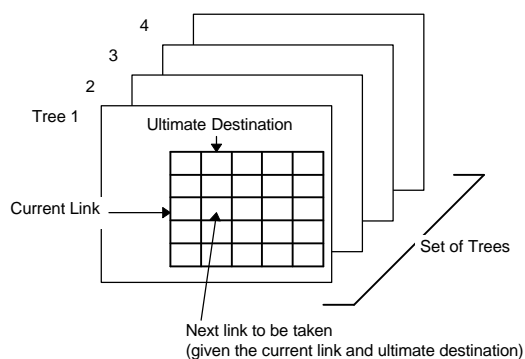 4
3
2
Tree 1
Ultimate Destination
Current Link
Set of Trees
Next link to be taken
(given the current link and ultimate destination)